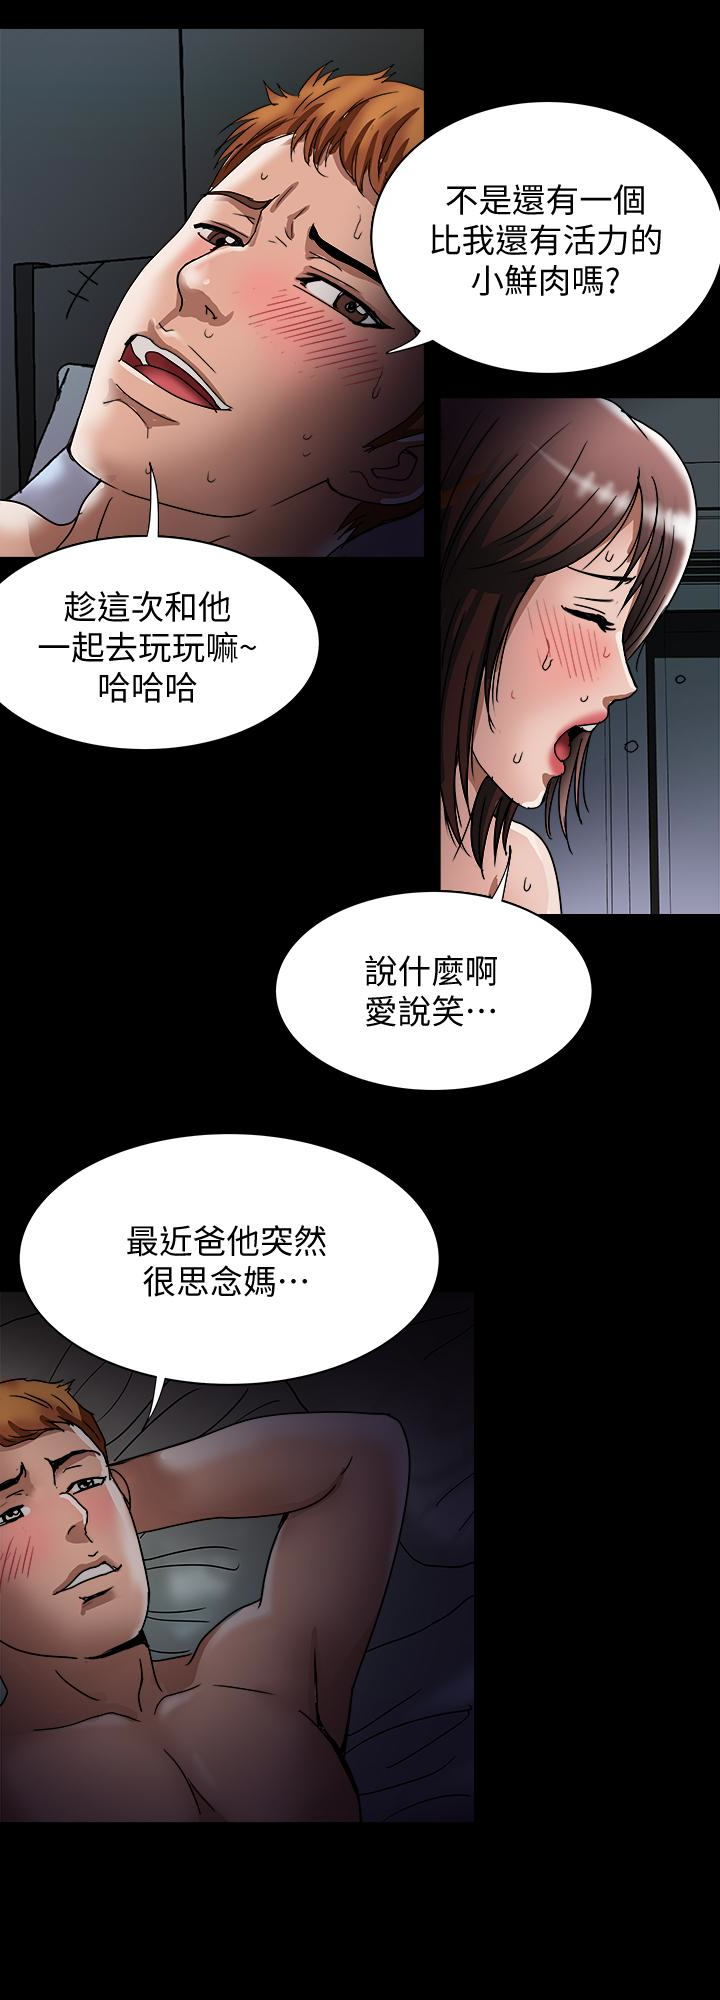 不是還有一個
比我還有活力的
小鮮肉嗎?
趁這次和他
一起去玩玩嘛~
哈哈哈
說什麼啊
愛說笑⋯
最近爸他突然
很思念媽⋯